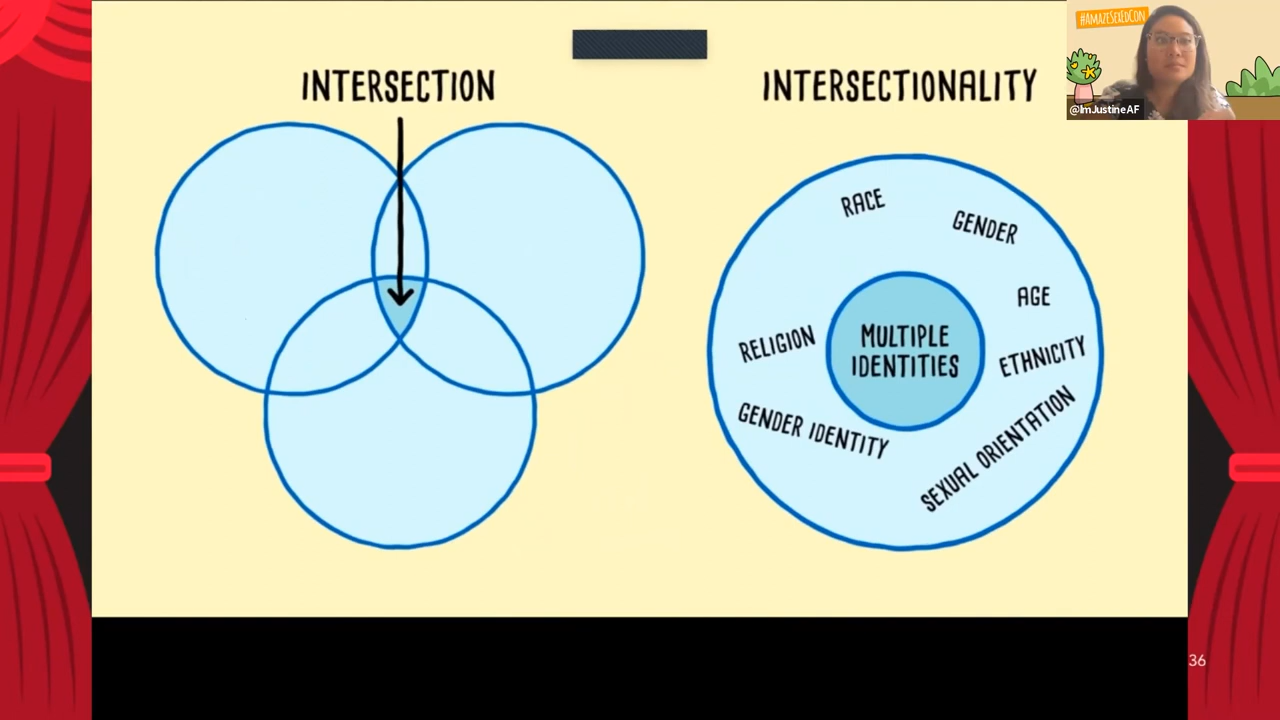 INTERSECTION
INTERSECTIONALITY
RACE
GENDER
AGE
RELIGION
MULTIPLE
IDENTITIES
ETHNICITY
GENDER IDENTITY
SEXUAL ORIENTATION
#AMAZESEXEDCON
@ImJustineAF
36